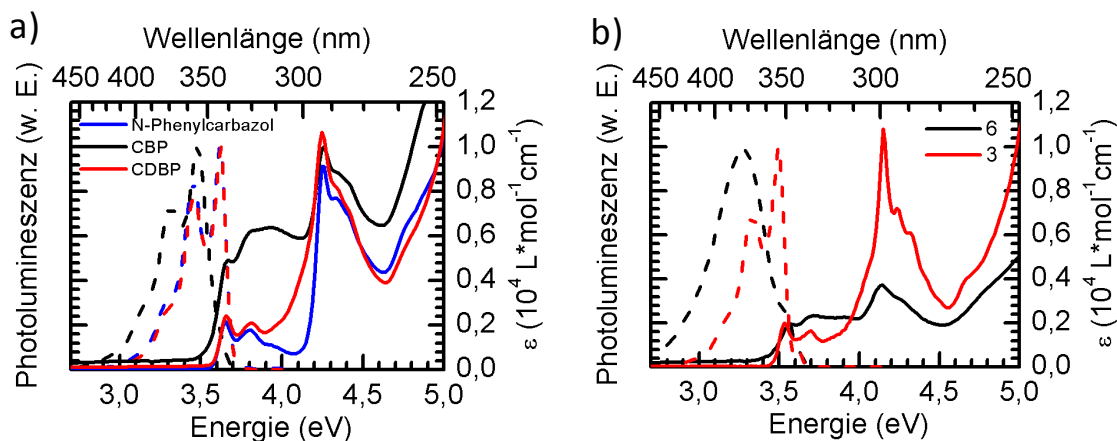 a)
Wellenlänge (nm)
450 400 350 300 250
Photolumineszenz (w. E.)
N-Phenylcarbazol
CBP
CDBP
1,2
1,0
0,8
0,6
0,4
0,2
0,0
ε (10⁴ L*mol⁻¹cm⁻¹)
3,0 3,5 4,0 4,5 5,0
Energie (eV)
b)
Wellenlänge (nm)
450 400 350 300 250
Photolumineszenz (w. E.)
6
3
1,2
1,0
0,8
0,6
0,4
0,2
0,0
ε (10⁴ L*mol⁻¹cm⁻¹)
3,0 3,5 4,0 4,5 5,0
Energie (eV)